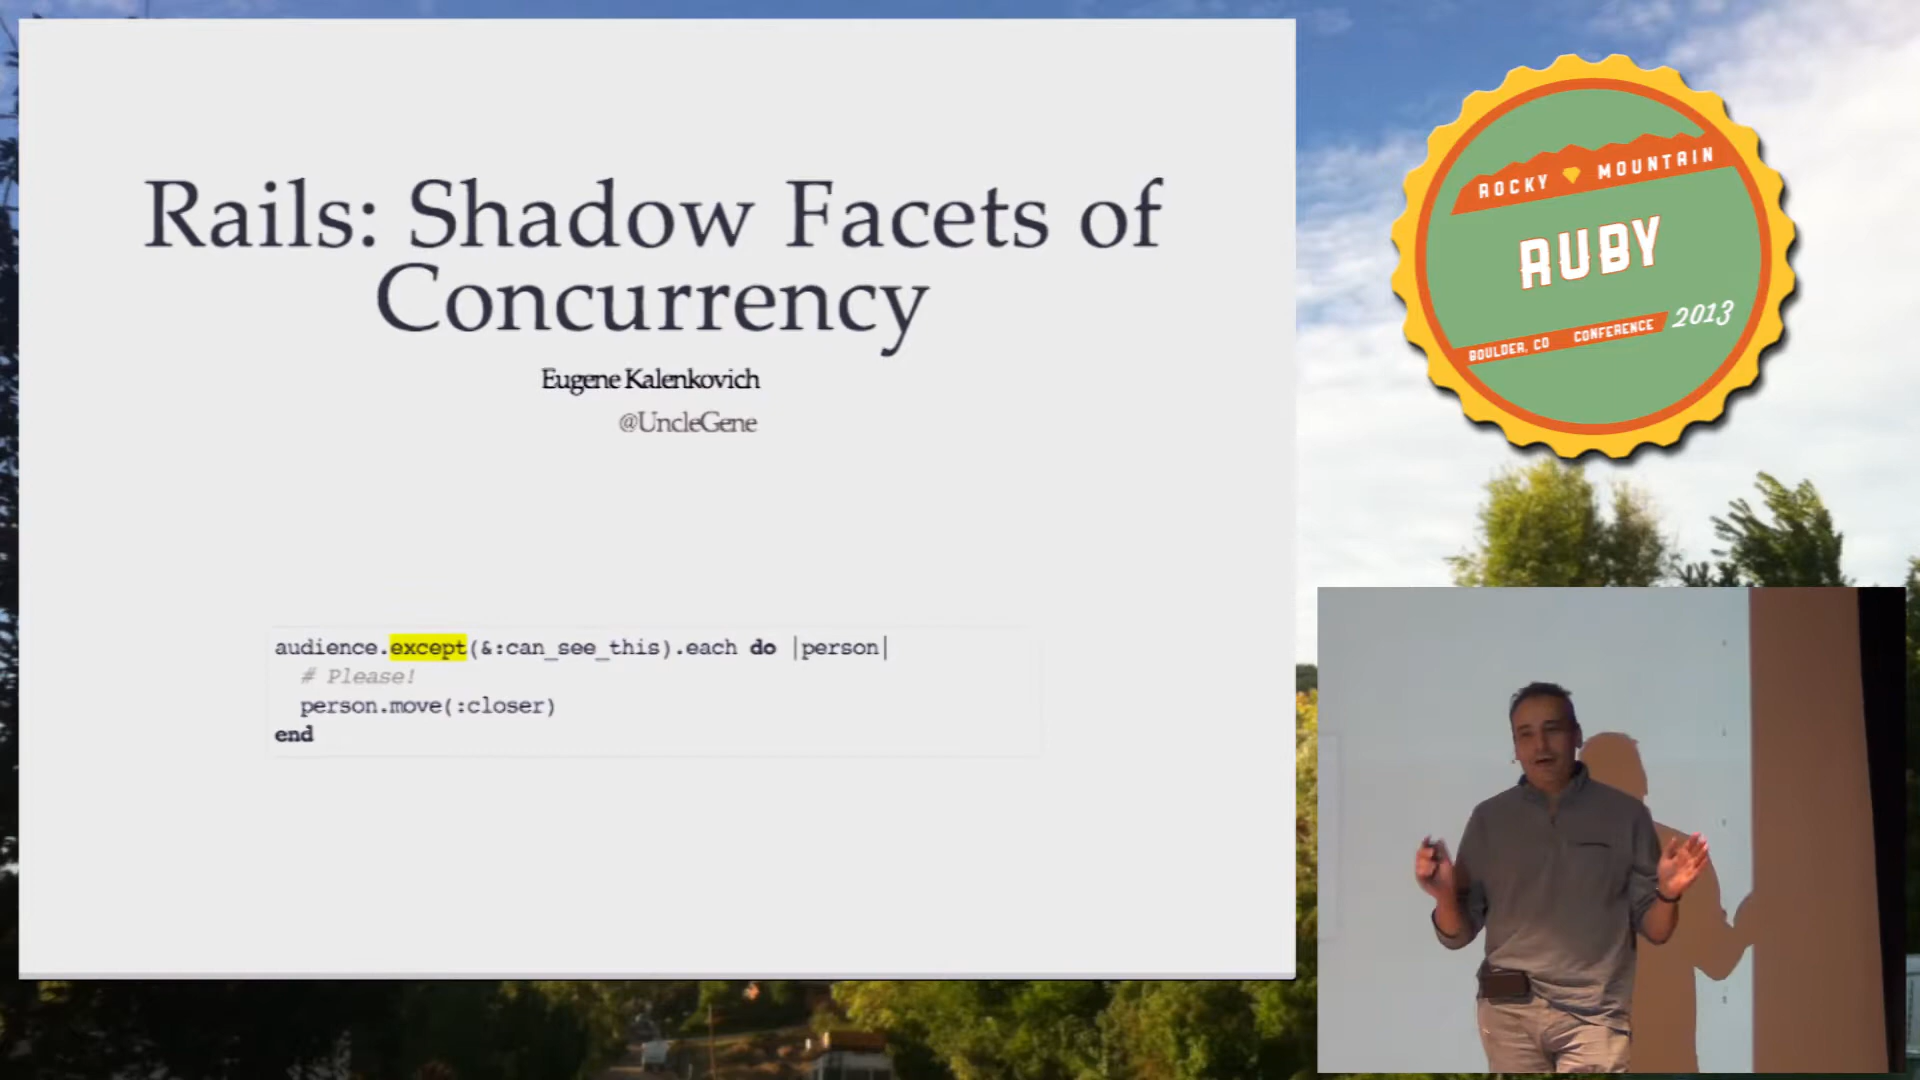 Rails: Shadow Facets of
Concurrency
Eugene Kalenkovich
@UncleGene
audience.except(&:can_see_this).each do |person|
# Please!
person.move(:closer)
end
ROCKY MOUNTAIN
RUBY
2013
BOULDER, CO CONFERENCE